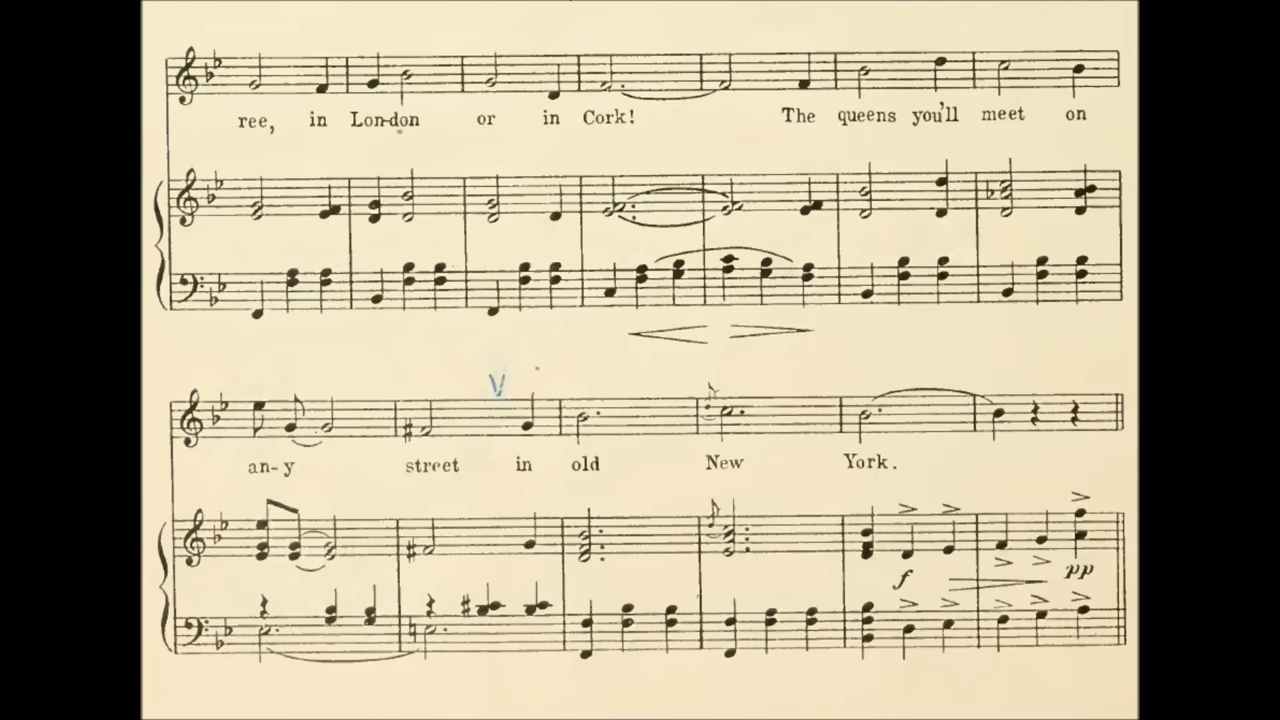 ree, in Lon-don or in Cork! The queens you'll meet on
V
an-y street in old New York.
f pp